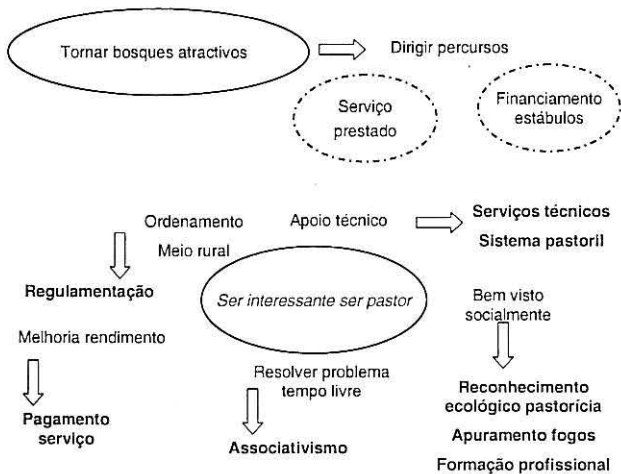 Tornar bosques atractivos
Dirigir percursos
Serviço
prestado
Financiamento
estábulos
Ordenamento
Meio rural
Apoio técnico
Serviços técnicos
Sistema pastoril
Regulamentação
Ser interessante ser pastor
Bem visto
socialmente
Melhoria rendimento
Resolver problema
tempo livre
Reconhecimento
ecológico pastorícia
Pagamento
serviço
Associativismo
Apuramento fogos
Formação profissional